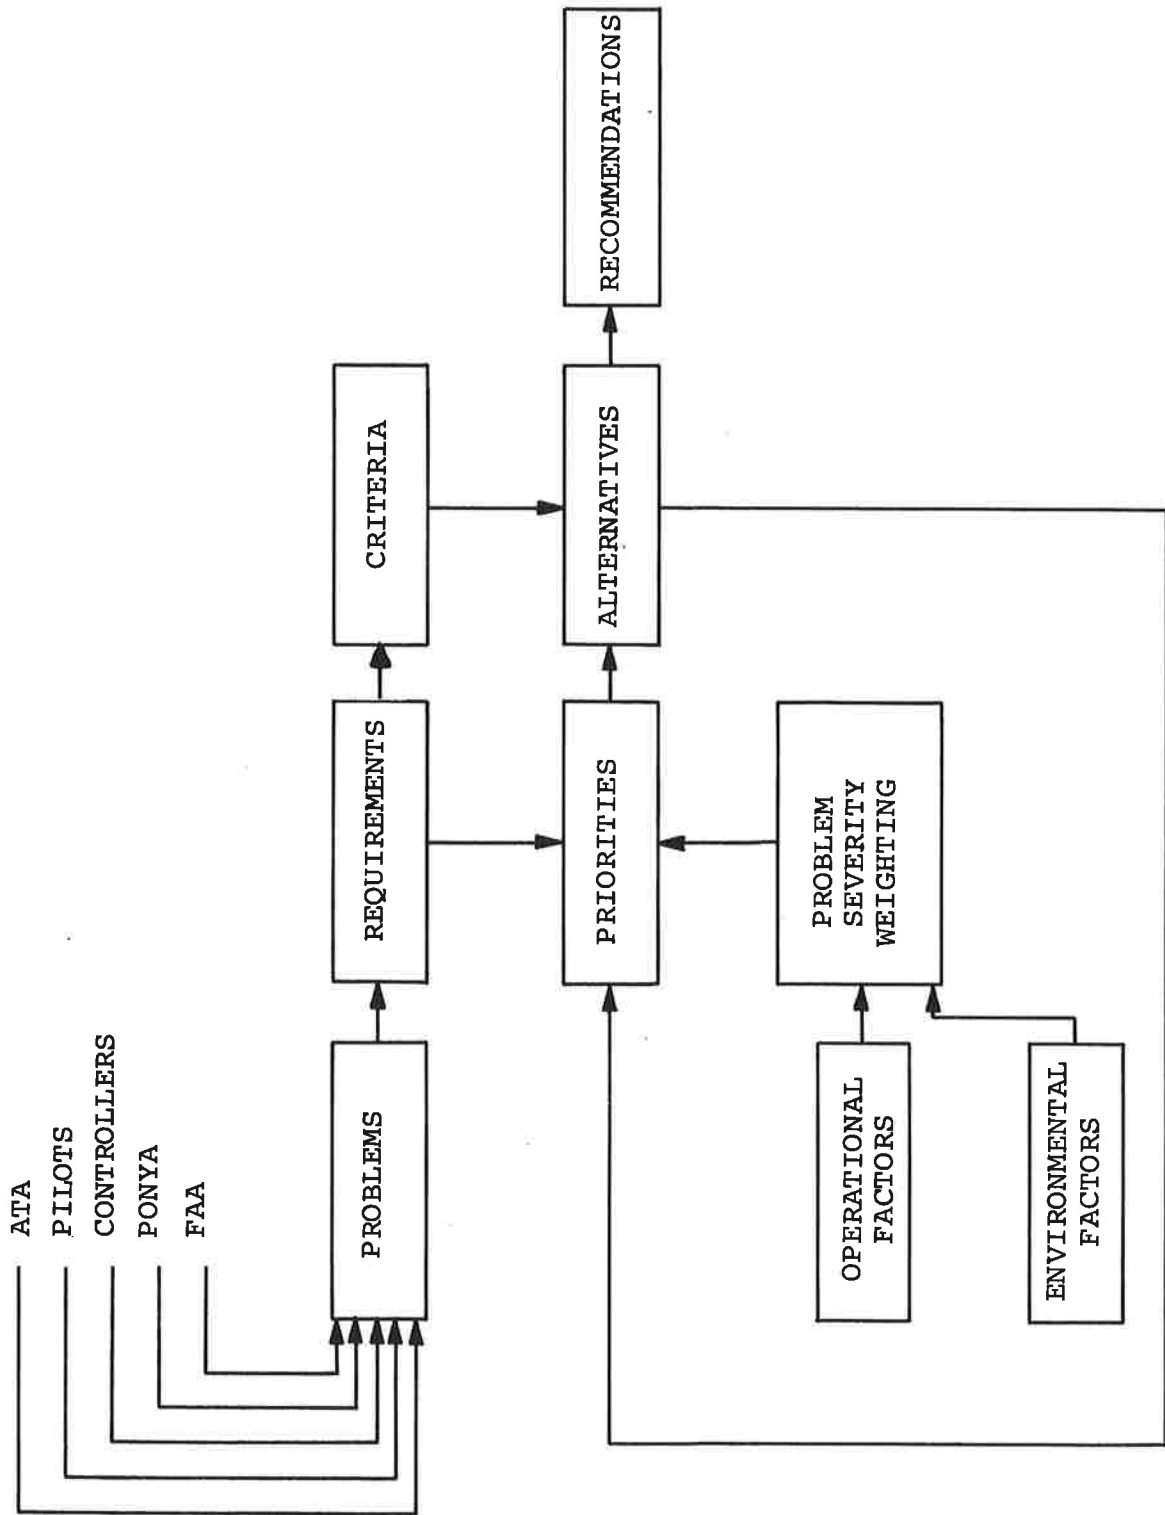 ATA
PILOTS
CONTROLLERS
PONYA
FAA
PROBLEMS
REQUIREMENTS
CRITERIA
PRIORITIES
ALTERNATIVES
RECOMMENDATIONS
PROBLEM
SEVERITY
WEIGHTING
OPERATIONAL
FACTORS
ENVIRONMENTAL
FACTORS